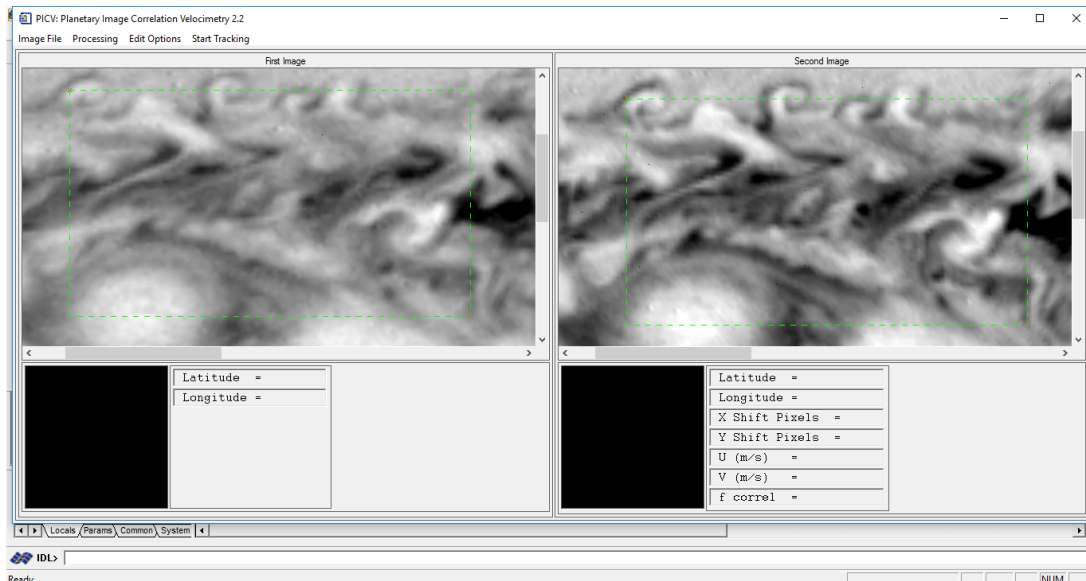 PICV: Planetary Image Correlation Velocimetry 2.2
Image File Processing Edit Options Start Tracking
First Image
Second Image
Latitude =
Longitude =
Latitude =
Longitude =
X Shift Pixels =
Y Shift Pixels =
U (m/s) =
V (m/s) =
f correl =
Locals Params Common System
IDL>
Ready
NUM